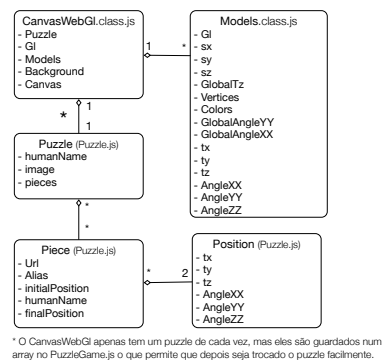 CanvasWebGl.class.js
- Puzzle
- Gl
- Models
- Background
- Canvas
1
*
Models.class.js
- Gl
- sx
- sy
- sz
- GlobalTz
- Vertices
- Colors
- GlobalAngleYY
- GlobalAngleXX
- tx
- ty
- tz
- AngleXX
- AngleYY
- AngleZZ
1
*
1
Puzzle (Puzzle.js)
- humanName
- image
- pieces
*
*
Piece (Puzzle.js)
- Url
- Alias
- initialPosition
- humanName
- finalPosition
*
2
Position (Puzzle.js)
- tx
- ty
- tz
- AngleXX
- AngleYY
- AngleZZ
* O CanvasWebGl apenas tem um puzzle de cada vez, mas eles são guardados num
array no PuzzleGame.js o que permite que depois seja trocado o puzzle facilmente.